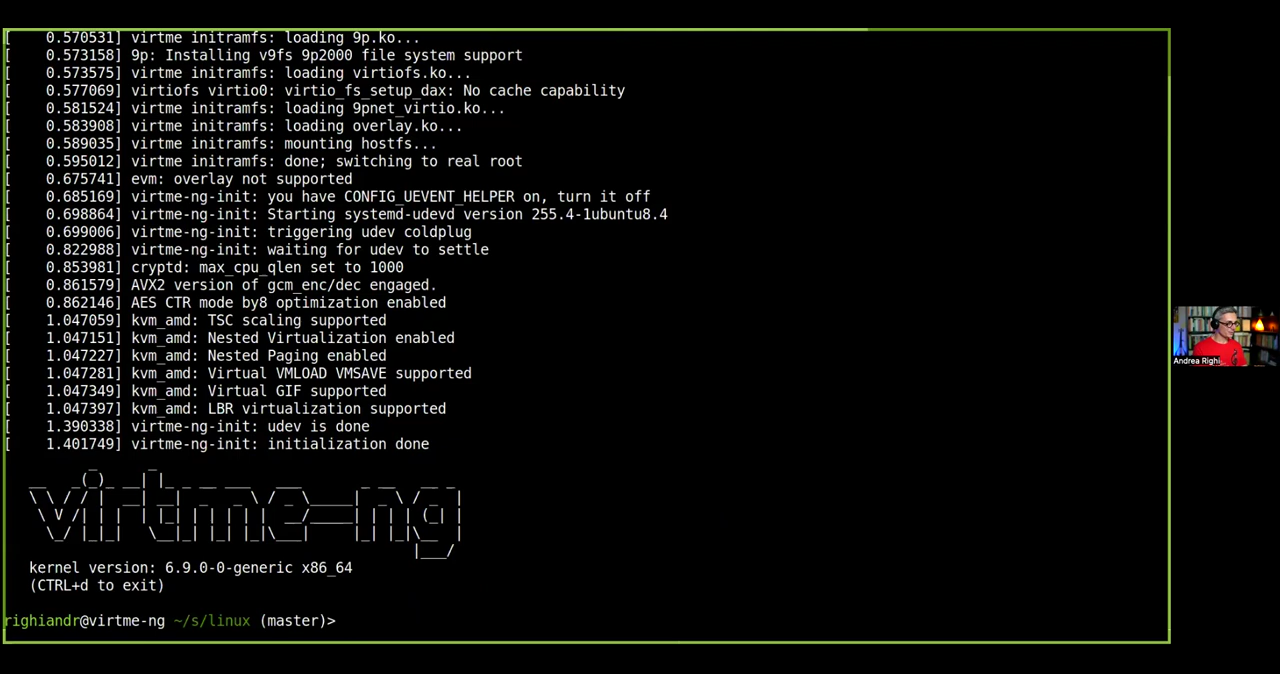 [    0.570531] virtme initramfs: loading 9p.ko...
[    0.573158] 9p: Installing v9fs 9p2000 file system support
[    0.573575] virtme initramfs: loading virtiofs.ko...
[    0.577069] virtiofs virtio0: virtio_fs_setup_dax: No cache capability
[    0.581524] virtme initramfs: loading 9pnet_virtio.ko...
[    0.583908] virtme initramfs: loading overlay.ko...
[    0.589035] virtme initramfs: mounting hostfs...
[    0.595012] virtme initramfs: done; switching to real root
[    0.675741] evm: overlay not supported
[    0.685169] virtme-ng-init: you have CONFIG_UEVENT_HELPER on, turn it off
[    0.698864] virtme-ng-init: Starting systemd-udevd version 255.4-1ubuntu8.4
[    0.699006] virtme-ng-init: triggering udev coldplug
[    0.822988] virtme-ng-init: waiting for udev to settle
[    0.853981] cryptd: max_cpu_qlen set to 1000
[    0.861579] AVX2 version of gcm_enc/dec engaged.
[    0.862146] AES CTR mode by8 optimization enabled
[    1.047059] kvm_amd: TSC scaling supported
[    1.047151] kvm_amd: Nested Virtualization enabled
[    1.047227] kvm_amd: Nested Paging enabled
[    1.047281] kvm_amd: Virtual VMLOAD VMSAVE supported
[    1.047349] kvm_amd: Virtual GIF supported
[    1.047397] kvm_amd: LBR virtualization supported
[    1.390338] virtme-ng-init: udev is done
[    1.401749] virtme-ng-init: initialization done
virtme-ng
kernel version: 6.9.0-0-generic x86_64
(CTRL+d to exit)
righiandr@virtme-ng ~/s/linux (master)>
Andrea Righi